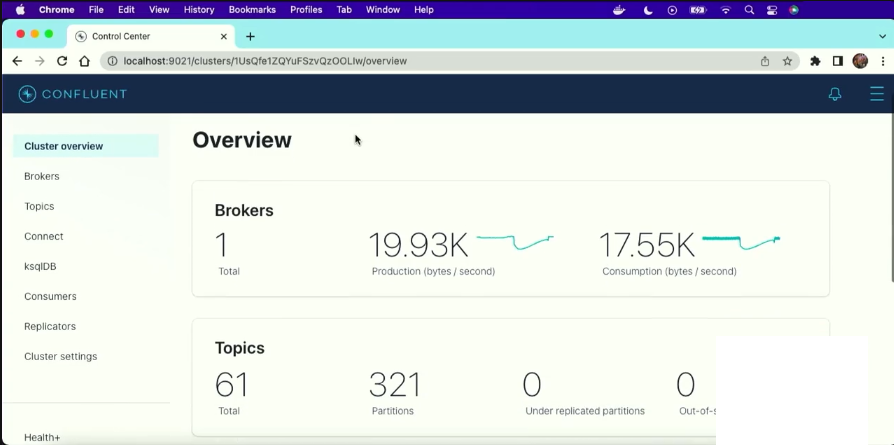 Chrome File Edit View History Bookmarks Profiles Tab Window Help
Control Center
localhost:9021/clusters/1UsQfe1ZQYuFSzvQzOOLIw/overview
CONFLUENT
Cluster overview
Brokers
Topics
Connect
ksqlDB
Consumers
Replicators
Cluster settings
Health+
Overview
Brokers
1 19.93K 17.55K
Total Production (bytes / second) Consumption (bytes / second)
Topics
61 321 0 0
Total Partitions Under replicated partitions Out-of-s